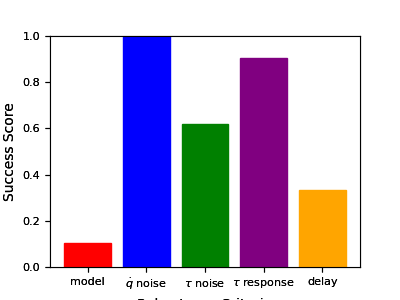 1.0
0.8
0.6
0.4
0.2
0.0
Success Score
model
q̇ noise
τ noise
τ response
delay